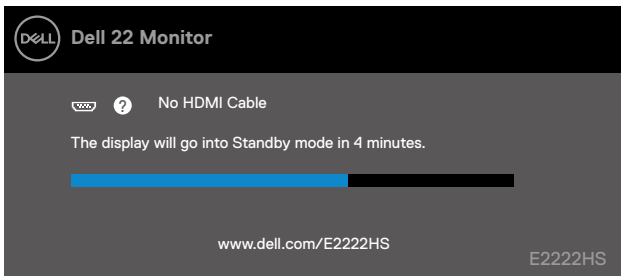 DELL Dell 22 Monitor
? No HDMI Cable
The display will go into Standby mode in 4 minutes.
www.dell.com/E2222HS
E2222HS